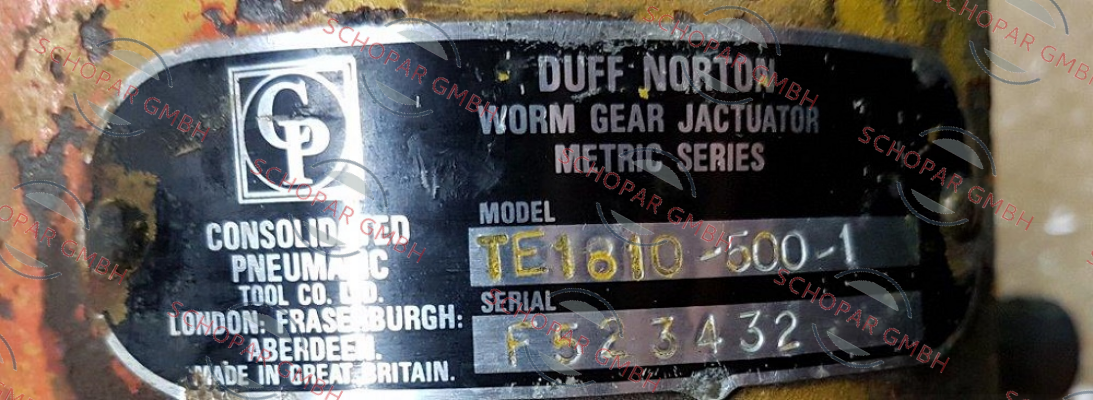 CP
DUFF NORTON
WORM GEAR JACTUATOR
METRIC SERIES
CONSOLIDATED
PNEUMATIC
TOOL CO. LTD.
LONDON: FRASERBURGH:
ABERDEEN.
MADE IN GREAT BRITAIN.
MODEL
TE1810-500-1
SERIAL
F523432
SCHOPAR GMBH